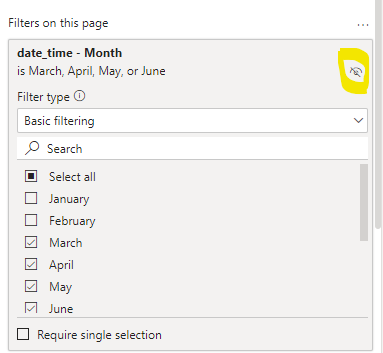 Filters on this page ...
date_time - Month
is March, April, May, or June
Filter type
Basic filtering
Search
Select all
January
February
March
April
May
June
Require single selection